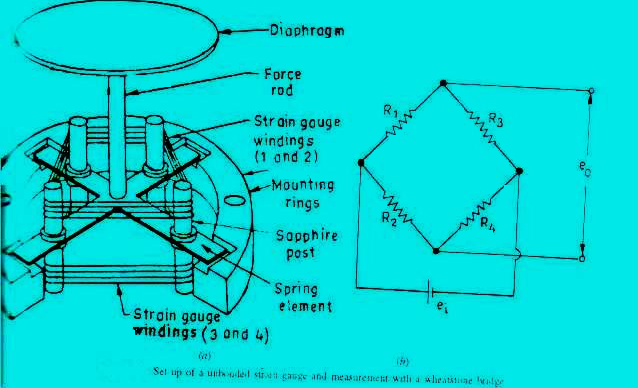 Diaphragm
Force
rod
Strain gauge
windings
(1 and 2)
Mounting
rings
Sapphire
post
Spring
element
Strain gauge
windings (3 and 4)
(a)
R1
R3
R2
R4
eo
ei
(b)
Set up of a unbonded strain gauge and measurement with a wheatstone bridge